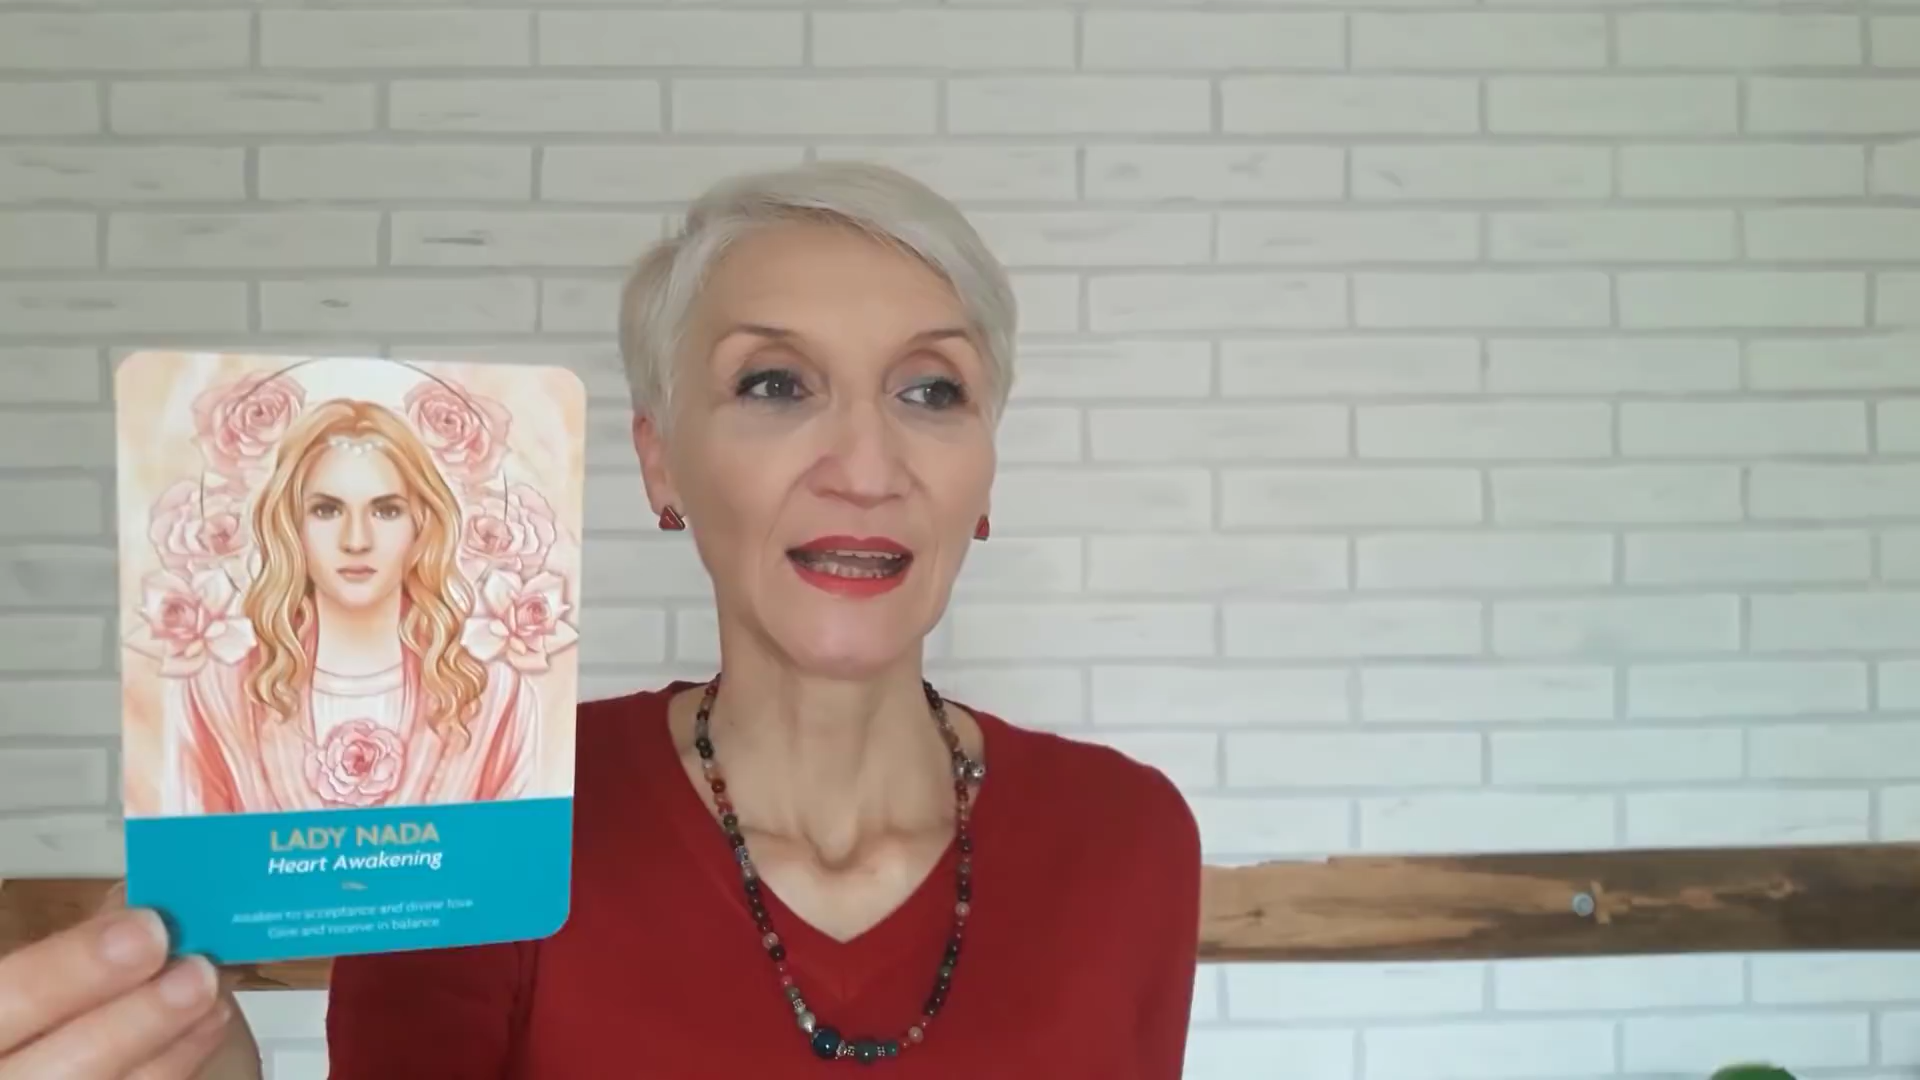 LADY NADA
Heart Awakening
Awaken to acceptance and divine love
Give and receive in balance